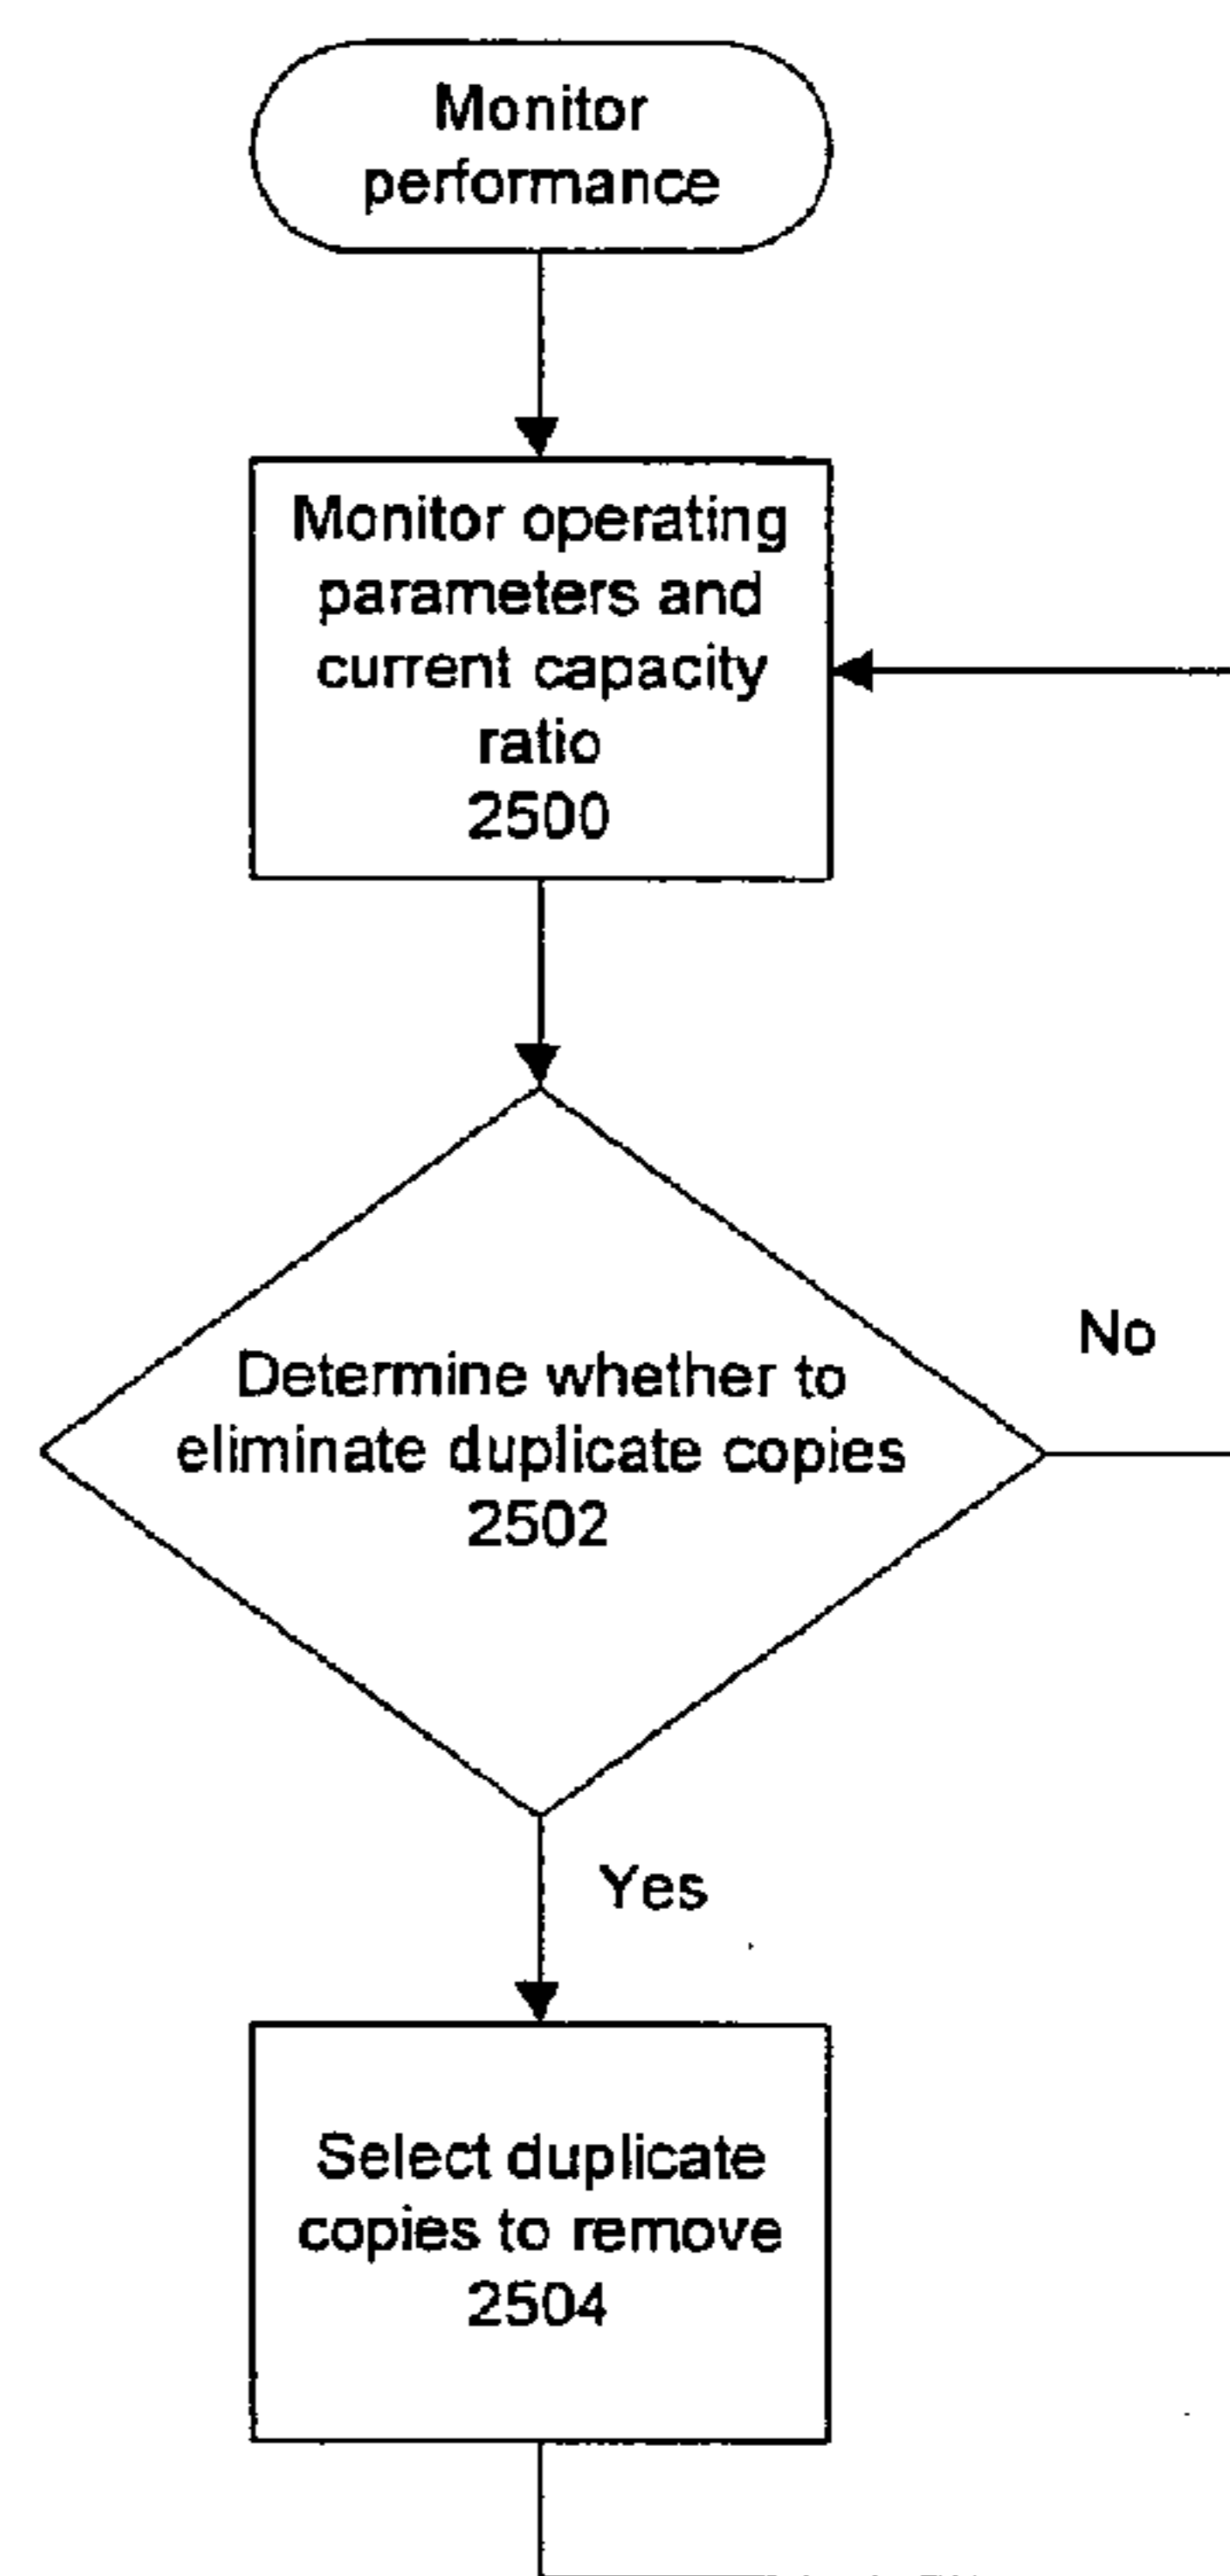 Monitor
performance
Monitor operating
parameters and
current capacity
ratio
2500
Determine whether to
eliminate duplicate copies
2502
No
Yes
Select duplicate
copies to remove
2504